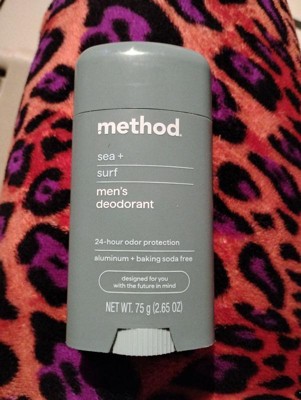 method.
sea +
surf
men's
deodorant
24-hour odor protection
aluminum + baking soda free
designed for you
with the future in mind
NET WT. 75 g (2.65 OZ)